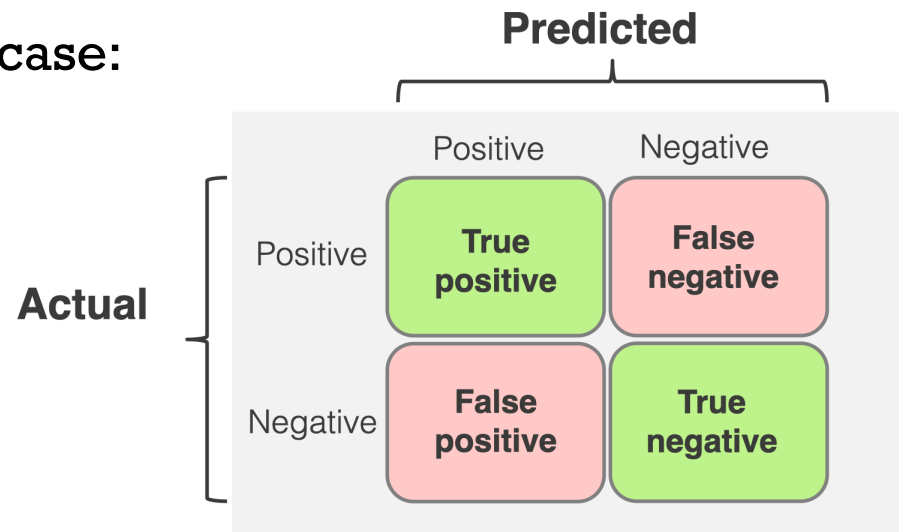 case:
Predicted
Positive Negative
Positive
True
positive
False
negative
Actual
Negative
False
positive
True
negative